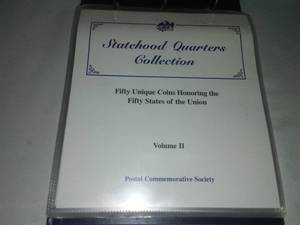 Statehood Quarters
Collection
Fifty Unique Coins Honoring the
Fifty States of the Union
Volume II
Postal Commemorative Society